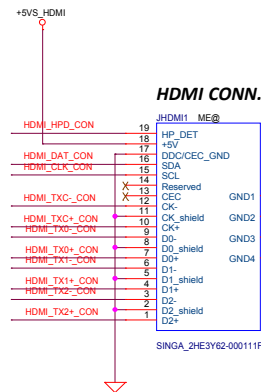 +5VS_HDMI
HDMI CONN.
JHDMI1 ME@
HDMI_HPD_CON 19 HP_DET
18 +5V
17 DDC/CEC_GND
HDMI_DAT_CON 16 SDA
HDMI_CLK_CON 15 SCL
14 Reserved
13 CEC GND1
HDMI_TXC-_CON 12 CK-
11 CK_shield GND2
HDMI_TXC+_CON 10 CK+
HDMI_TX0-_CON 9 D0- GND3
8 D0_shield
HDMI_TX0+_CON 7 D0+ GND4
HDMI_TX1-_CON 6 D1-
5 D1_shield
HDMI_TX1+_CON 4 D1+
HDMI_TX2-_CON 3 D2-
2 D2_shield
HDMI_TX2+_CON 1 D2+
SINGA_2HE3Y62-000111F